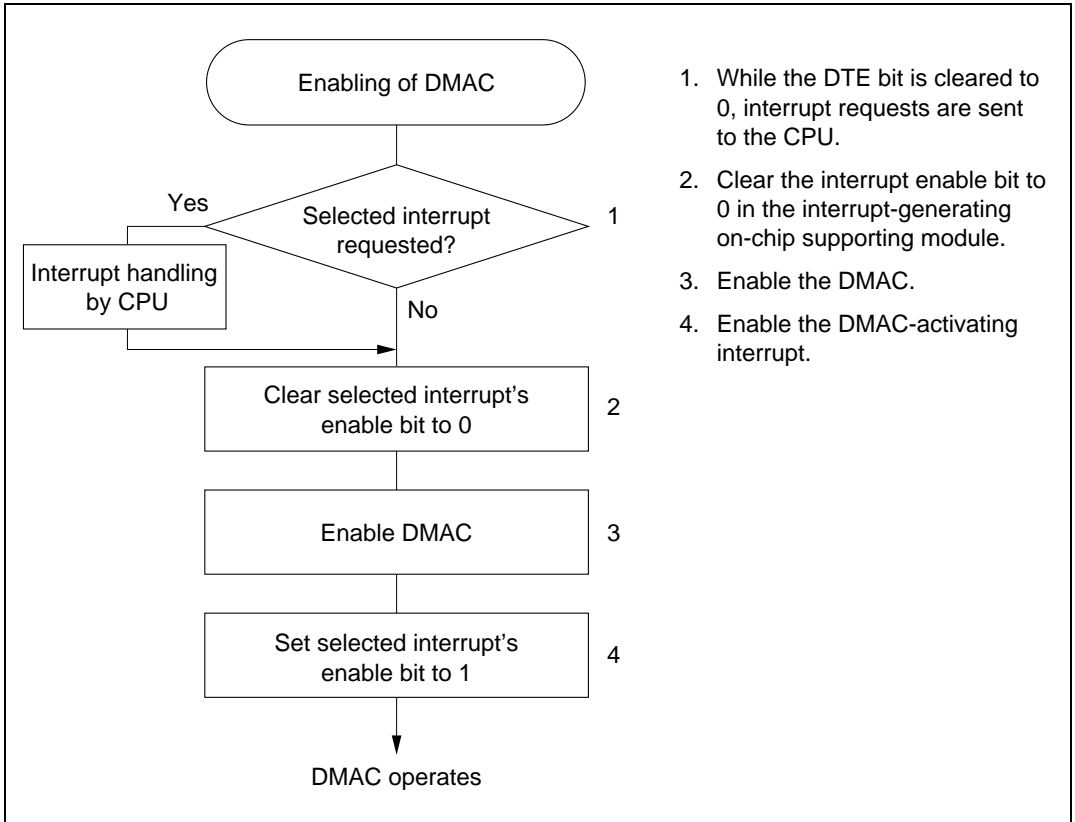 Enabling of DMAC
Yes
Selected interrupt
requested?
1
Interrupt handling
by CPU
No
Clear selected interrupt's
enable bit to 0
2
Enable DMAC
3
Set selected interrupt's
enable bit to 1
4
DMAC operates
1. While the DTE bit is cleared to
0, interrupt requests are sent
to the CPU.
2. Clear the interrupt enable bit to
0 in the interrupt-generating
on-chip supporting module.
3. Enable the DMAC.
4. Enable the DMAC-activating
interrupt.